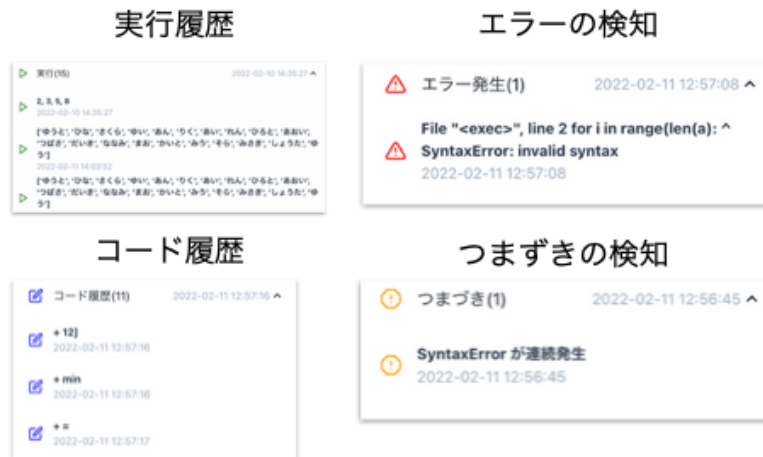 実行履歴
実行(15) 2022-02-10 14:35:27
2, 3, 5, 8
2022-02-10 14:35:27
['ゆうと', 'ひな', 'さくら', 'ゆい', 'あん', 'りく', 'あい', 'れん', 'ひろと', 'あおい',
'つばさ', 'だいき', 'ななみ', 'まお', 'かいと', 'みう', 'そら', 'みさき', 'しょうた', 'ゆ
う']
2022-02-11 14:03:52
['ゆうと', 'ひな', 'さくら', 'ゆい', 'あん', 'りく', 'あい', 'れん', 'ひろと', 'あおい',
'つばさ', 'だいき', 'ななみ', 'まお', 'かいと', 'みう', 'そら', 'みさき', 'しょうた', 'ゆ
う']
エラーの検知
エラー発生(1) 2022-02-11 12:57:08
File "<exec>", line 2 for i in range(len(a): ^
SyntaxError: invalid syntax
2022-02-11 12:57:08
コード履歴
コード履歴(11) 2022-02-11 12:57:16
+ 12]
2022-02-11 12:57:16
+ min
2022-02-11 12:57:16
+ =
2022-02-11 12:57:17
つまずきの検知
つまづき(1) 2022-02-11 12:56:45
SyntaxError が連続発生
2022-02-11 12:56:45